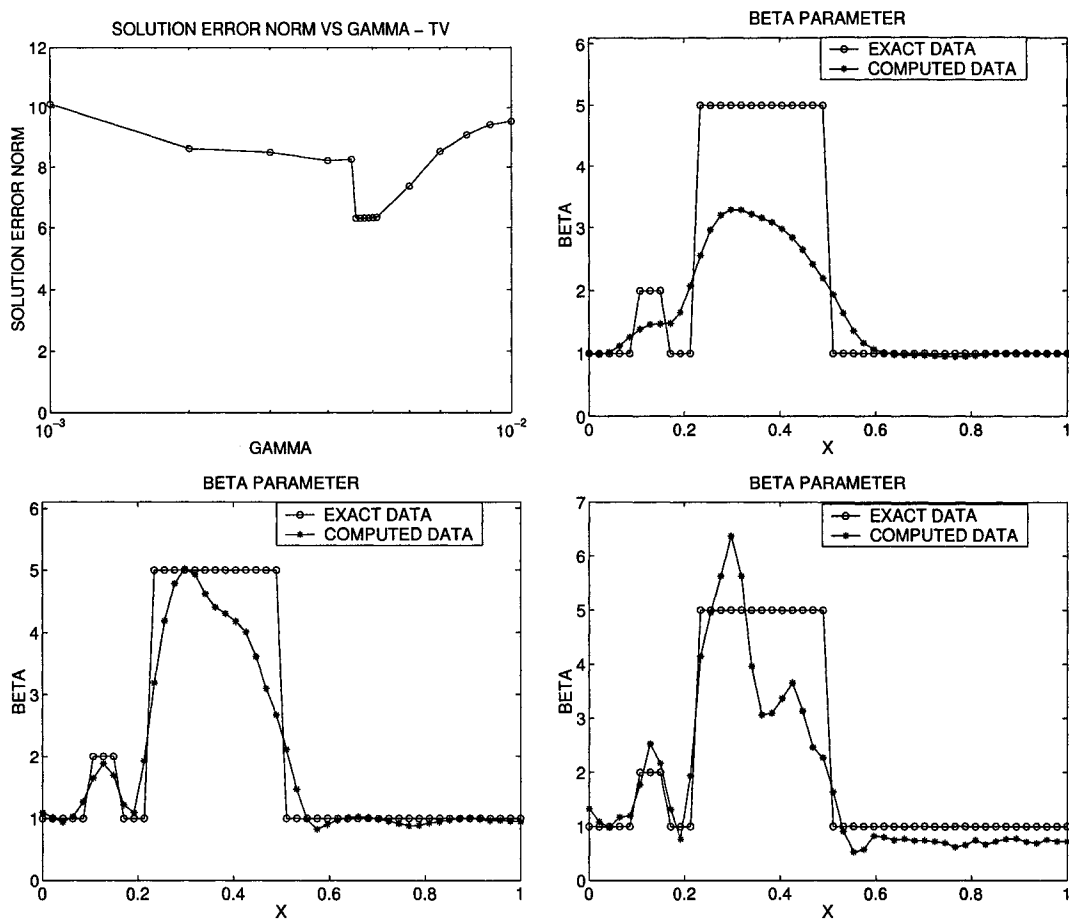 SOLUTION ERROR NORM VS GAMMA – TV
12
10
8
6
4
2
0
SOLUTION ERROR NORM
10-3
10-2
GAMMA
BETA PARAMETER
EXACT DATA
COMPUTED DATA
6
5
4
3
2
1
0
BETA
0
0.2
0.4
0.6
0.8
1
X
BETA PARAMETER
EXACT DATA
COMPUTED DATA
6
5
4
3
2
1
0
BETA
0
0.2
0.4
0.6
0.8
1
X
BETA PARAMETER
EXACT DATA
COMPUTED DATA
7
6
5
4
3
2
1
0
BETA
0
0.2
0.4
0.6
0.8
1
X